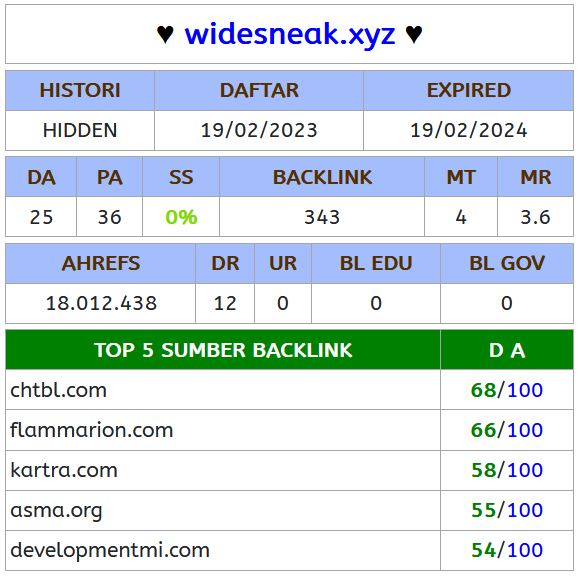 ♥ widesneak.xyz ♥
HISTORI DAFTAR EXPIRED
HIDDEN 19/02/2023 19/02/2024
DA PA SS BACKLINK MT MR
25 36 0% 343 4 3.6
AHREFS DR UR BL EDU BL GOV
18.012.438 12 0 0 0
TOP 5 SUMBER BACKLINK D A
chtbl.com 68/100
flammarion.com 66/100
kartra.com 58/100
asma.org 55/100
developmentmi.com 54/100